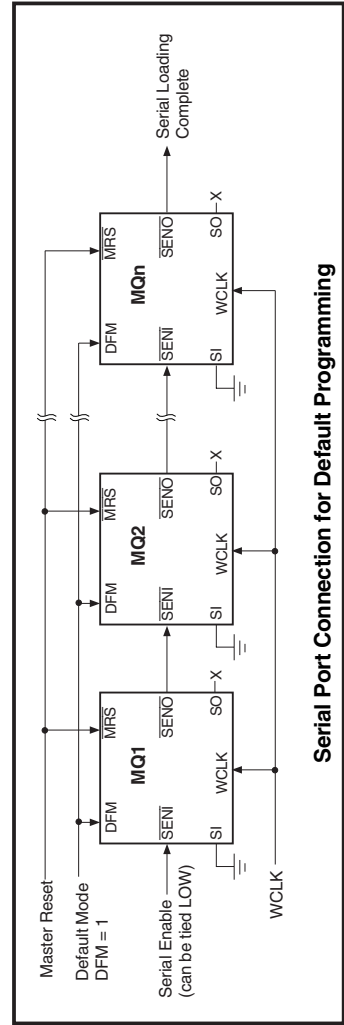 Master Reset
Default Mode
DFM = 1
DFM
MRS
DFM
MRS
DFM
MRS
MQ1
MQ2
MQn
Serial Enable
(can be tied LOW)
SENI
SENO
SENI
SENO
SENI
SENO
Serial Loading
Complete
SI
WCLK
SO
X
SI
WCLK
SO
X
SI
WCLK
SO
X
WCLK
Serial Port Connection for Default Programming